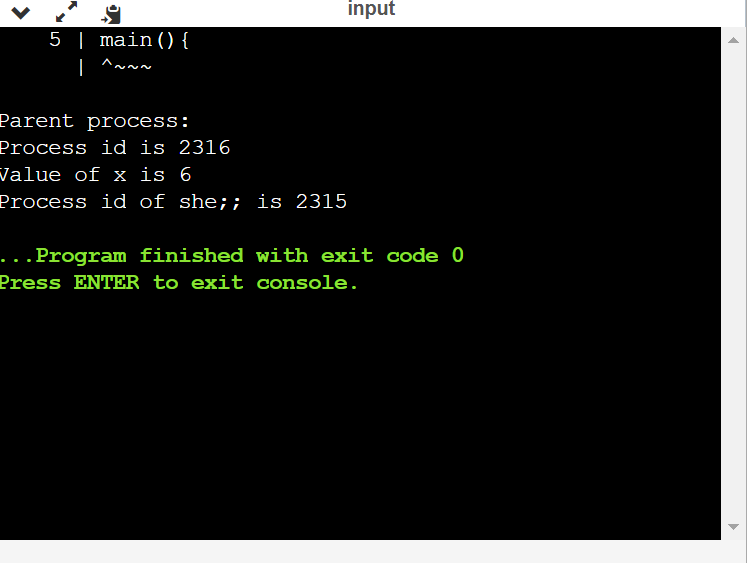 input
5 | main(){
| ^~~~
Parent process:
Process id is 2316
Value of x is 6
Process id of she;; is 2315
...Program finished with exit code 0
Press ENTER to exit console.